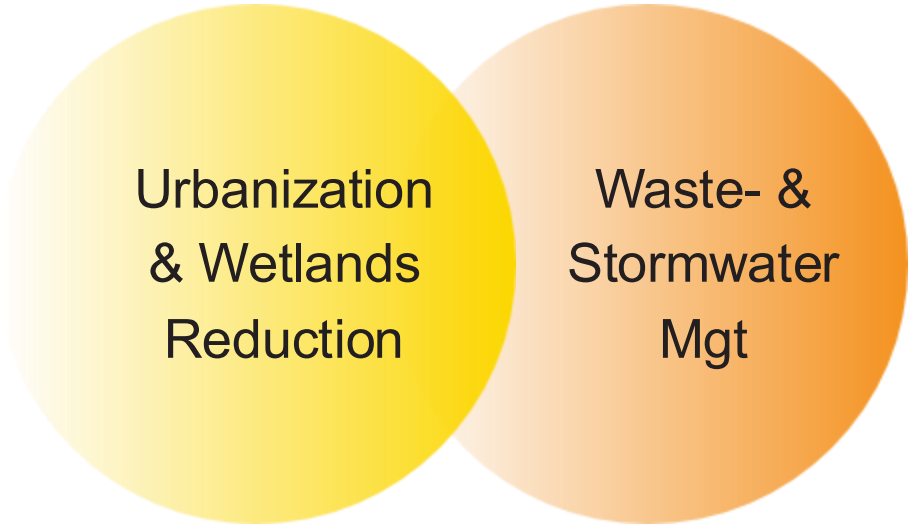 Urbanization
& Wetlands
Reduction
Waste- &
Stormwater
Mgt